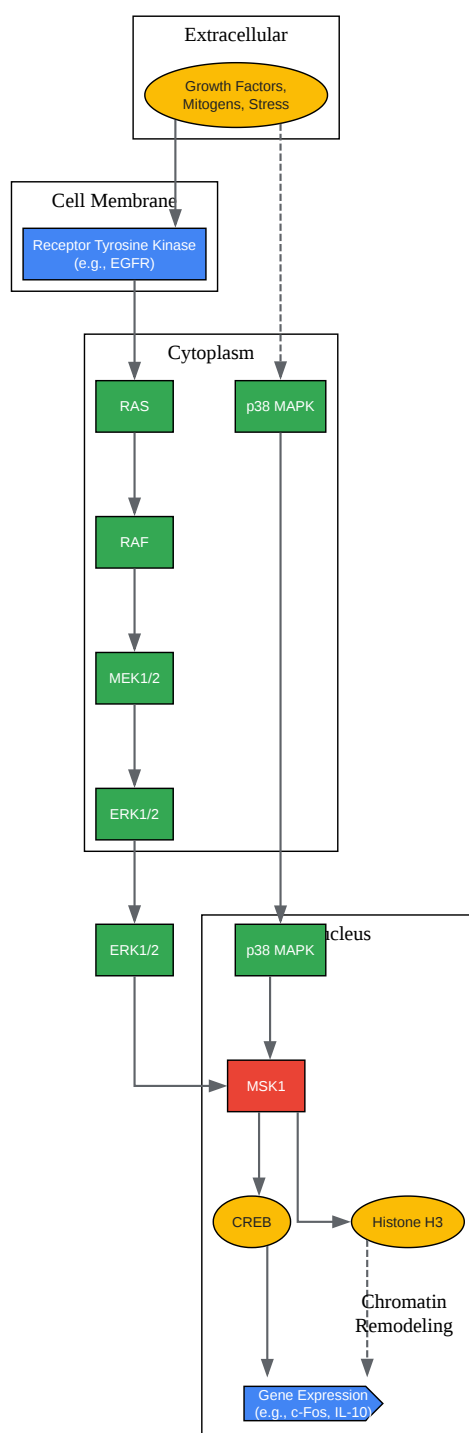 Extracellular
Growth Factors,
Mitogens, Stress
Cell Membrane
Receptor Tyrosine Kinase
(e.g., EGFR)
Cytoplasm
RAS
p38 MAPK
RAF
MEK1/2
ERK1/2
ucleus
ERK1/2
p38 MAPK
MSK1
CREB
Histone H3
Chromatin
Remodeling
Gene Expression
(e.g., c-Fos, IL-10)